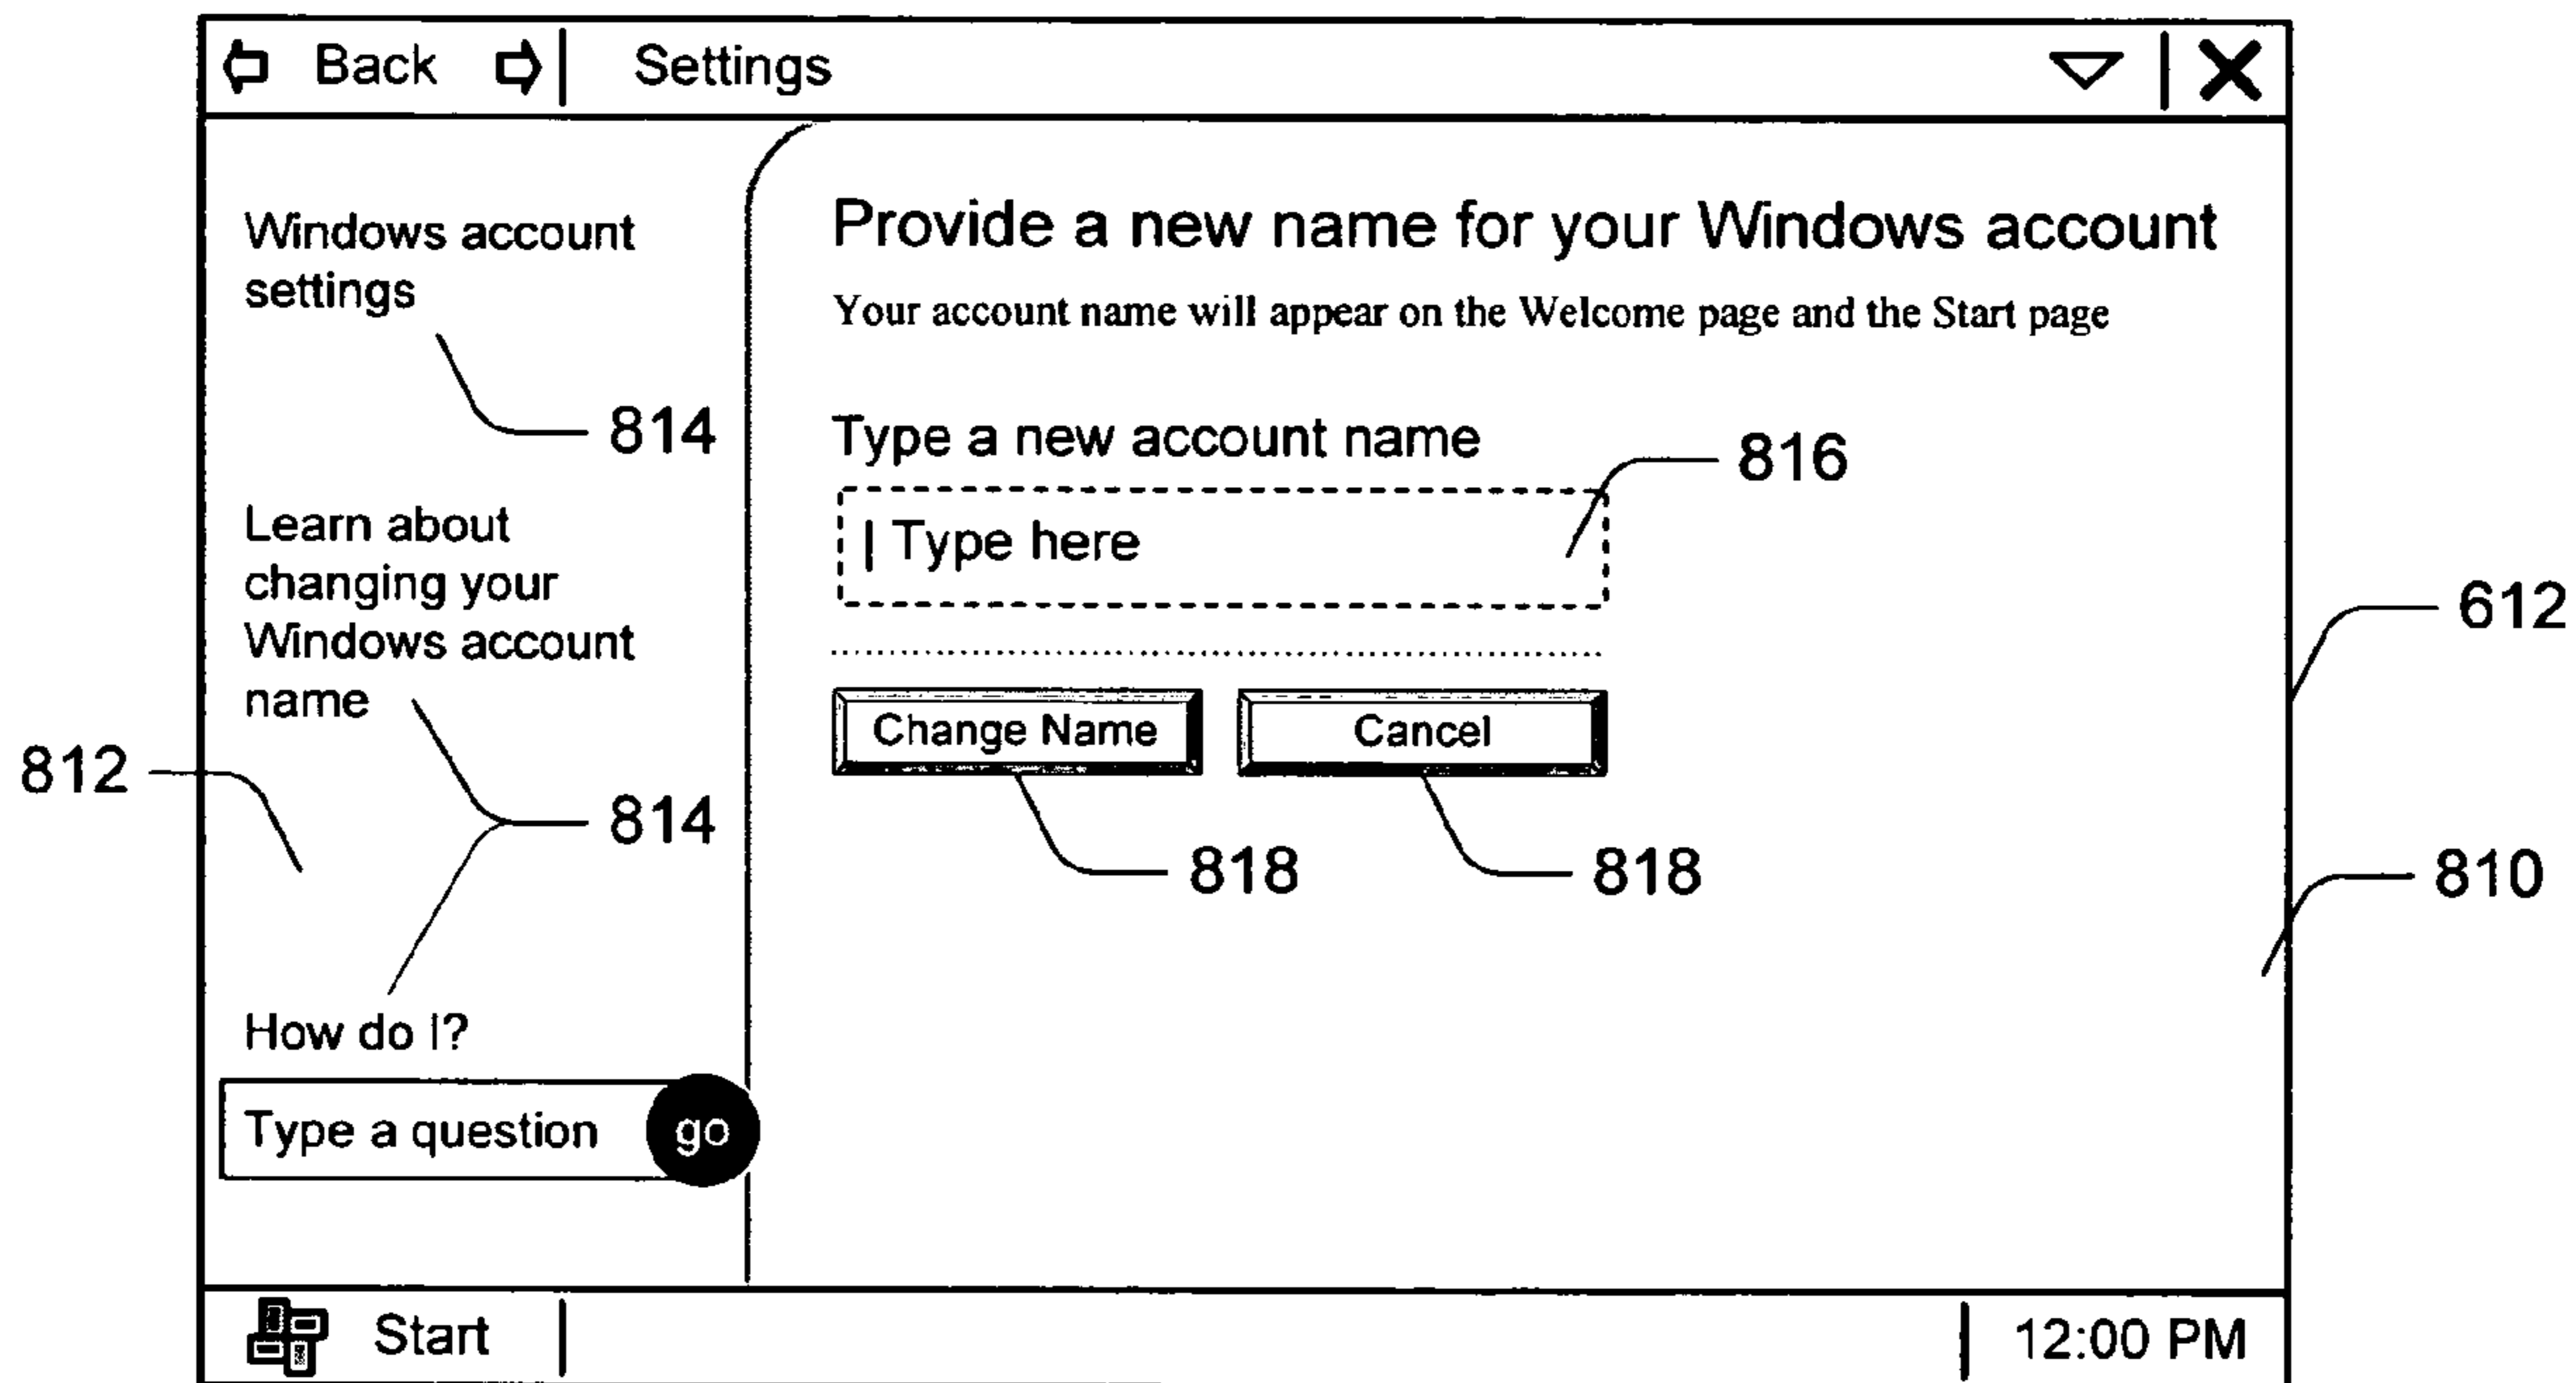 Back Settings
Windows account
settings
814
Learn about
changing your
Windows account
name
812
814
How do I?
Type a question go
Provide a new name for your Windows account
Your account name will appear on the Welcome page and the Start page
Type a new account name
816
Type here
Change Name Cancel
818 818
612
810
Start 12:00 PM